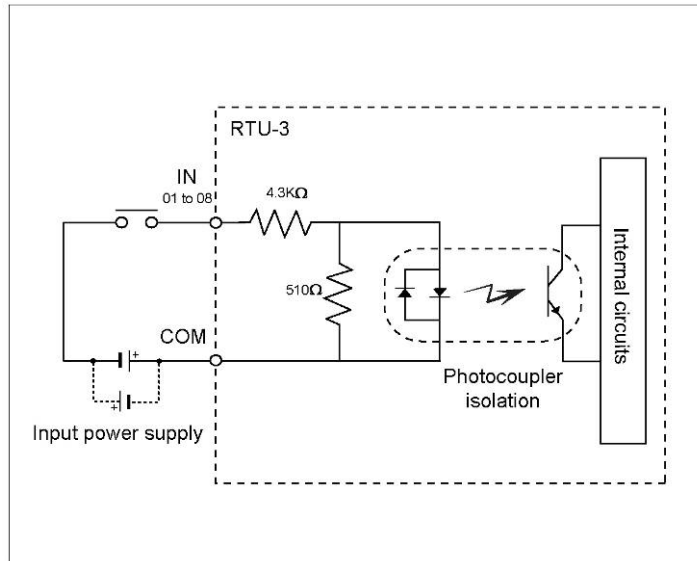 RTU-3
IN
01 to 08
4.3KΩ
510Ω
COM
+
+
Input power supply
Photocoupler
isolation
Internal circuits